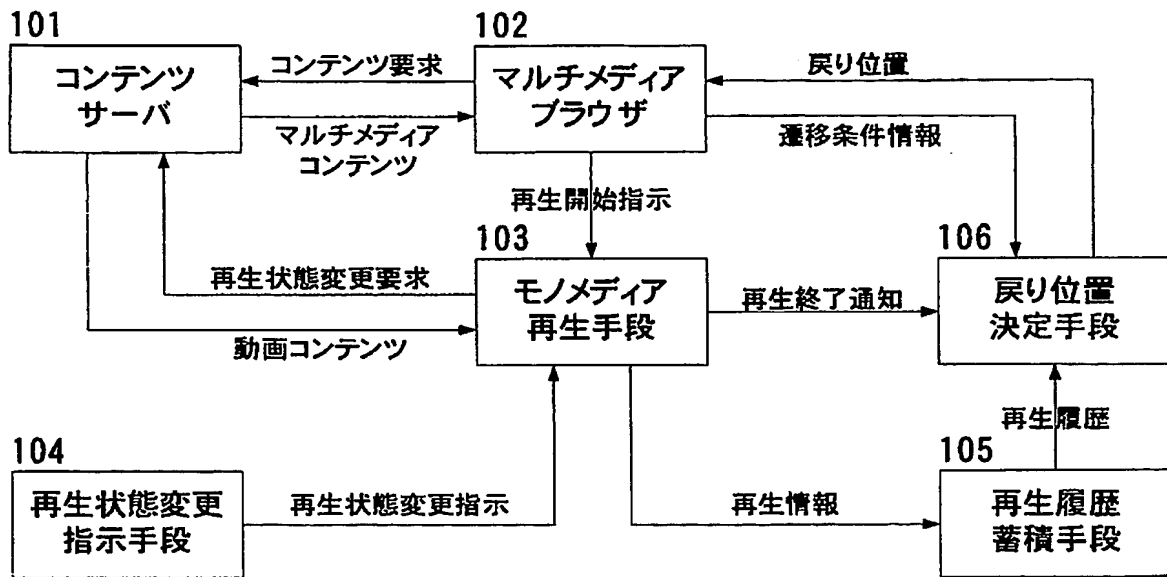 101
コンテンツ
サーバ
コンテンツ要求
マルチメディア
コンテンツ
102
マルチメディア
ブラウザ
戻り位置
遷移条件情報
再生開始指示
再生状態変更要求
動画コンテンツ
103
モノメディア
再生手段
再生終了通知
106
戻り位置
決定手段
再生履歴
104
再生状態変更
指示手段
再生状態変更指示
再生情報
105
再生履歴
蓄積手段